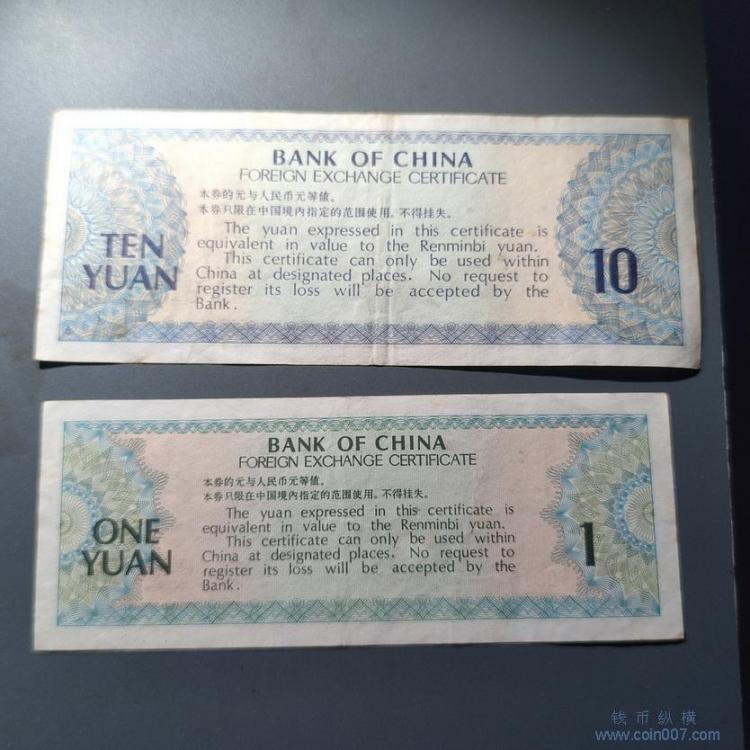 BANK OF CHINA
FOREIGN EXCHANGE CERTIFICATE
本券的元与人民币元等值。
本券只限在中国境内指定的范围使用,不得挂失。
The yuan expressed in this certificate is
equivalent in value to the Renminbi yuan.
This certificate can only be used within
China at designated places. No request to
register its loss will be accepted by the
Bank.
TEN
YUAN
10
BANK OF CHINA
FOREIGN EXCHANGE CERTIFICATE
本券的元与人民币元等值。
本券只限在中国境内指定的范围使用,不得挂失。
The yuan expressed in this certificate is
equivalent in value to the Renminbi yuan.
This certificate can only be used within
China at designated places. No request to
register its loss will be accepted by the
Bank.
ONE
YUAN
1
钱币纵横
www.coin007.com